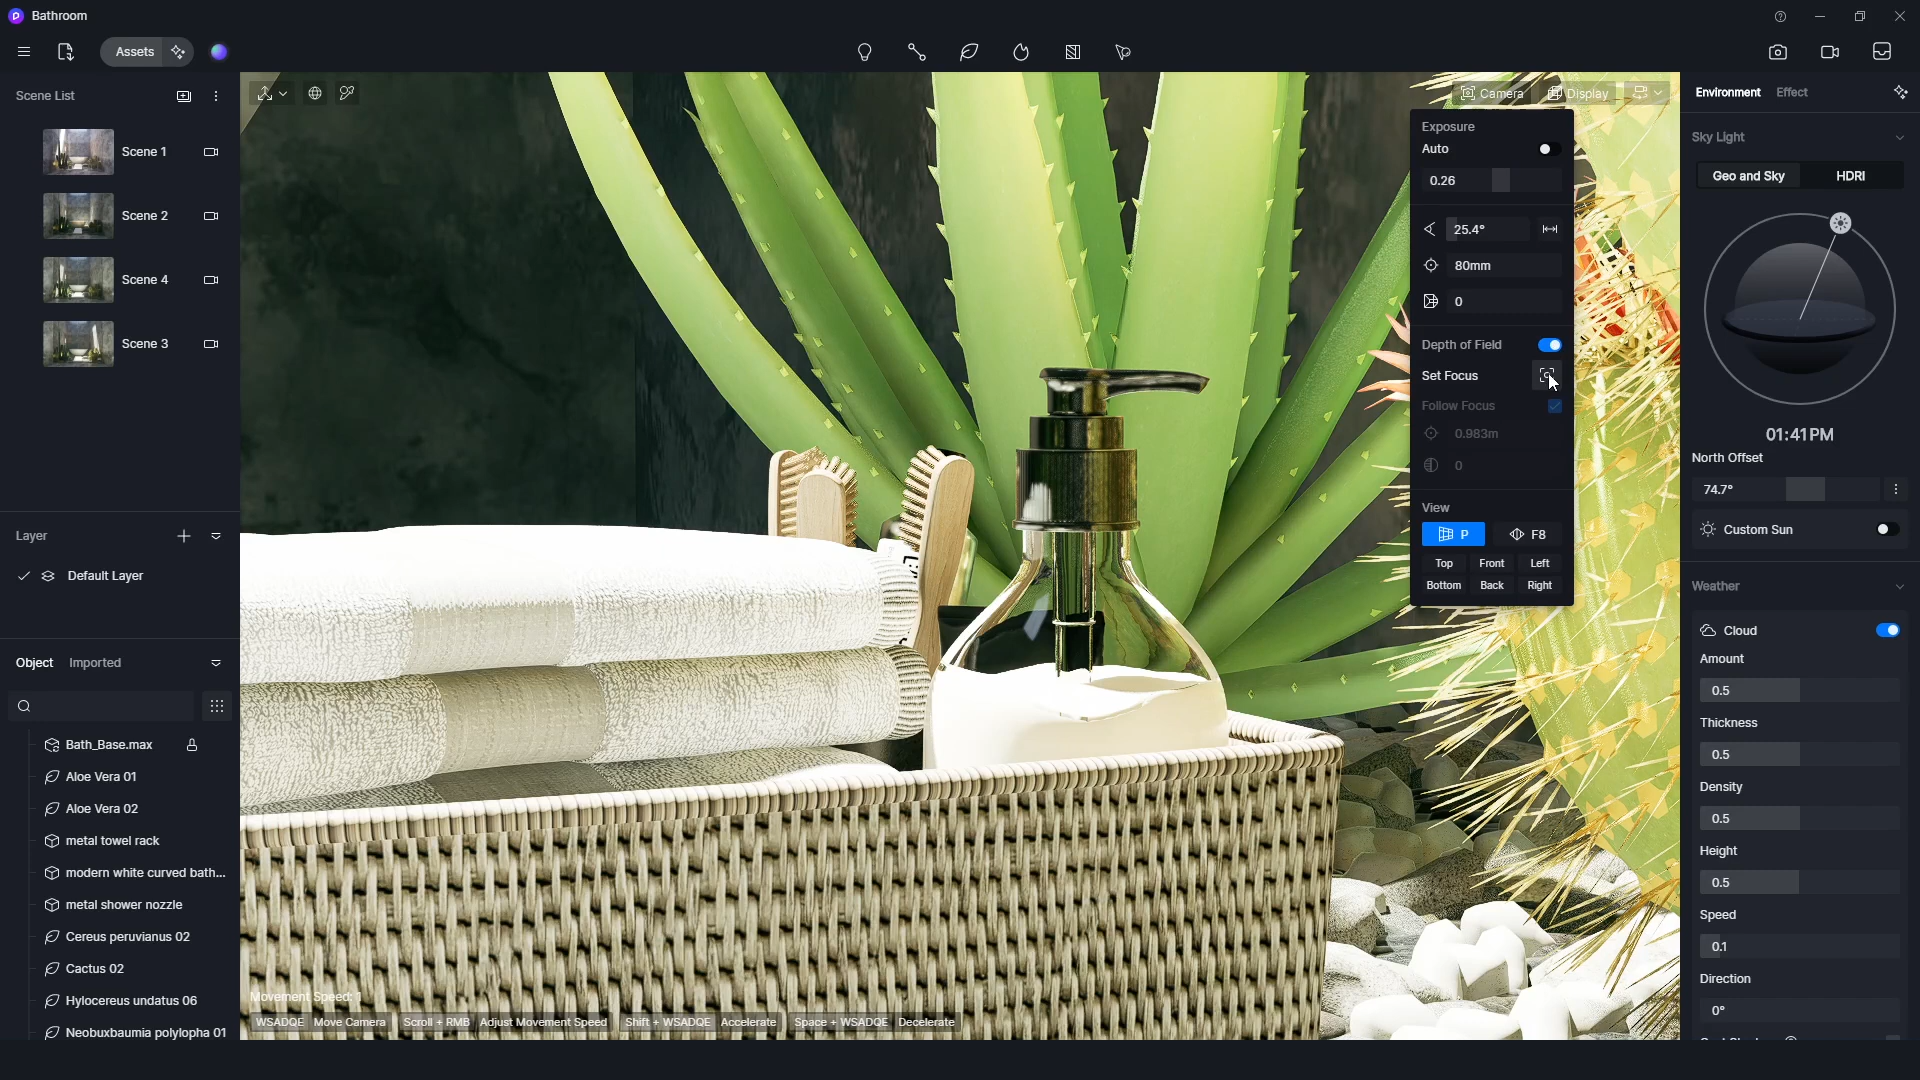 Bathroom
Assets
Scene List
Scene 1
Scene 2
Scene 4
Scene 3
Layer
Default Layer
Object Imported
Bath_Base.max
Aloe Vera 01
Aloe Vera 02
metal towel rack
modern white curved bath...
metal shower nozzle
Cereus peruvianus 02
Cactus 02
Hylocereus undatus 06
Neobuxbaumia polylopha 01
Camera Display
Exposure
Auto
0.26
25.4°
80mm
0
Depth of Field
Set Focus
Follow Focus
0.983m
0
View
P F8
Top Front Left
Bottom Back Right
Movement Speed: 1
WSADQE Move Camera Scroll + RMB Adjust Movement Speed Shift + WSADQE Accelerate Space + WSADQE Decelerate
Environment Effect
Sky Light
Geo and Sky HDRI
01:41PM
North Offset
74.7°
Custom Sun
Weather
Cloud
Amount
0.5
Thickness
0.5
Density
0.5
Height
0.5
Speed
0.1
Direction
0°